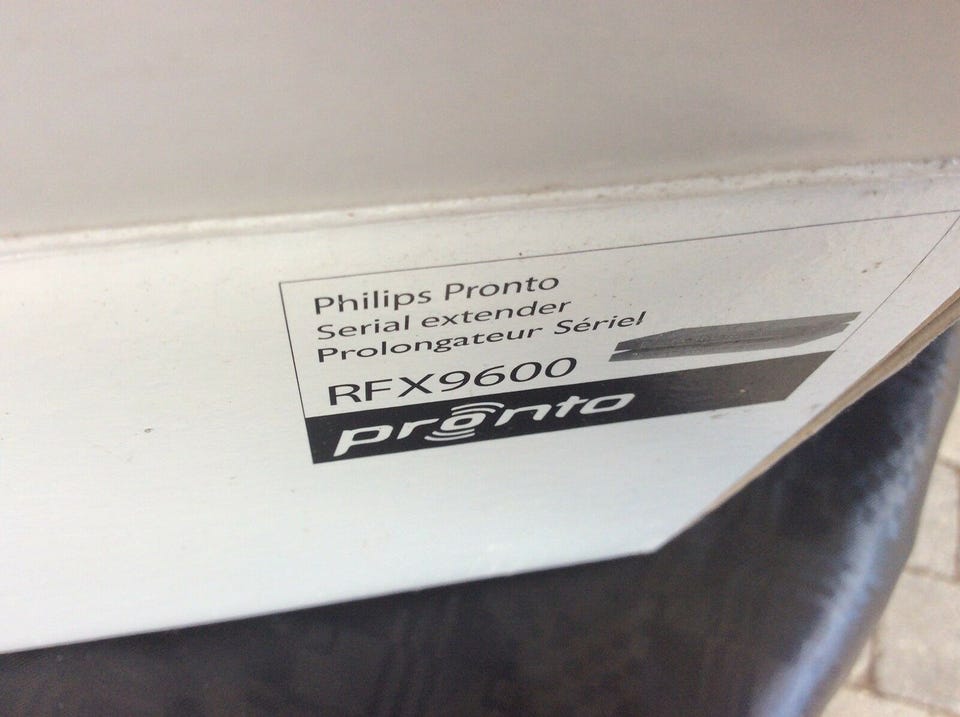 Philips Pronto
Serial extender
Prolongateur Sériel
RFX9600
pronto